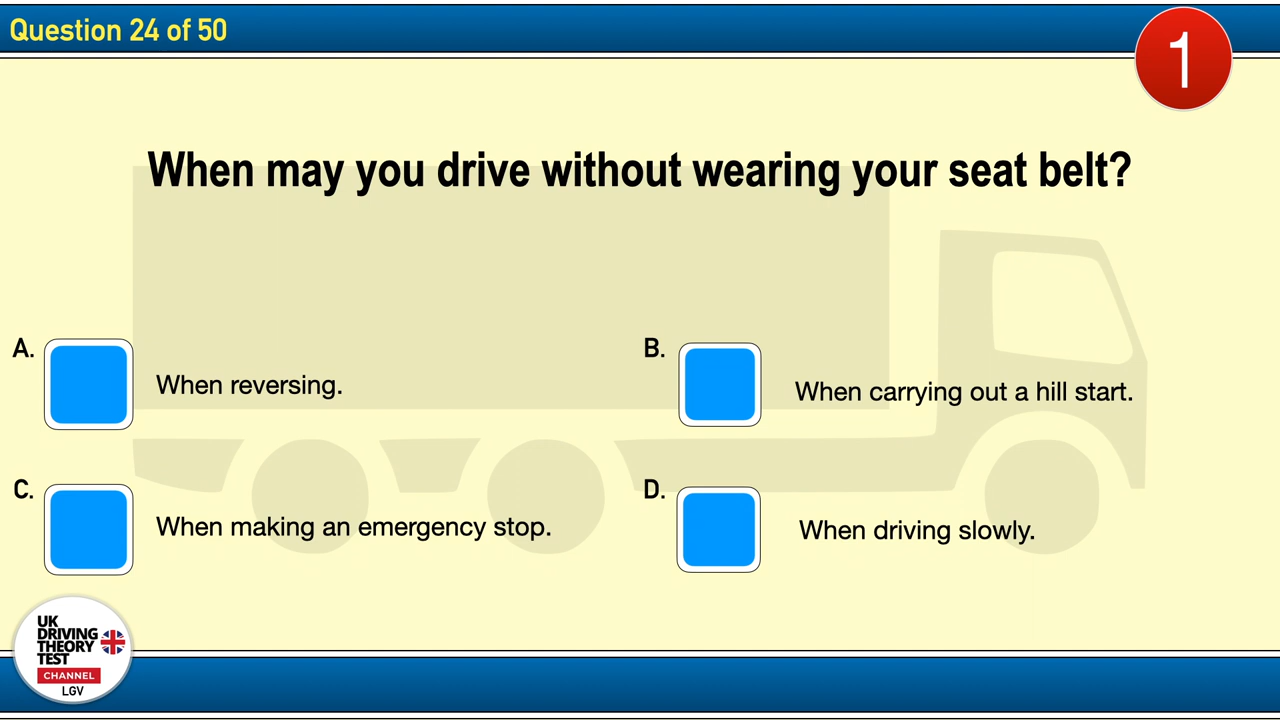 Question 24 of 50
1
When may you drive without wearing your seat belt?
A.
When reversing.
B.
When carrying out a hill start.
C.
When making an emergency stop.
D.
When driving slowly.
UK
DRIVING
THEORY
TEST
CHANNEL
LGV